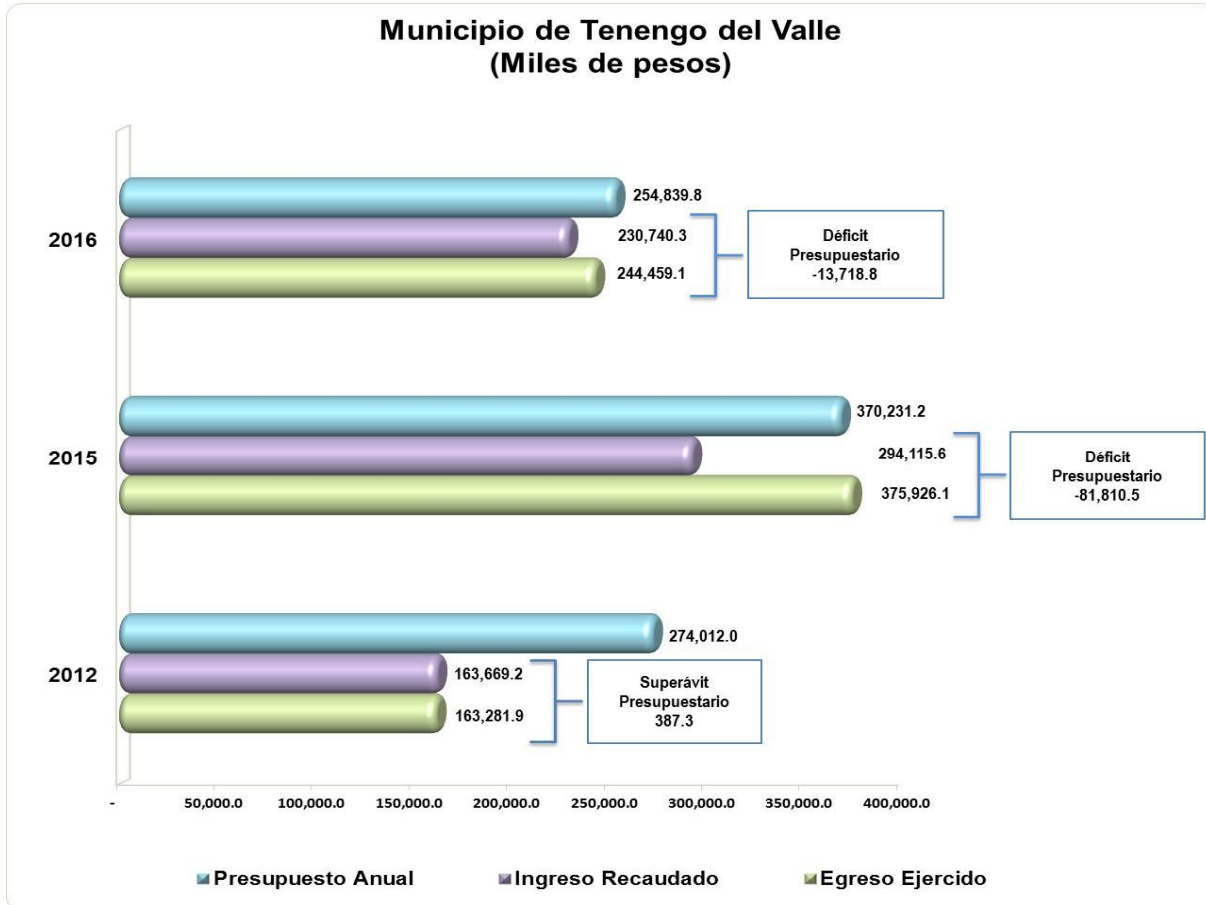 Municipio de Tenengo del Valle
(Miles de pesos)
254,839.8
2016
230,740.3
244,459.1
Déficit
Presupuestario
-13,718.8
370,231.2
2015
294,115.6
375,926.1
Déficit
Presupuestario
-81,810.5
274,012.0
2012
163,669.2
163,281.9
Superávit
Presupuestario
387.3
- 50,000.0 100,000.0 150,000.0 200,000.0 250,000.0 300,000.0 350,000.0 400,000.0
Presupuesto Anual Ingreso Recaudado Egreso Ejercido